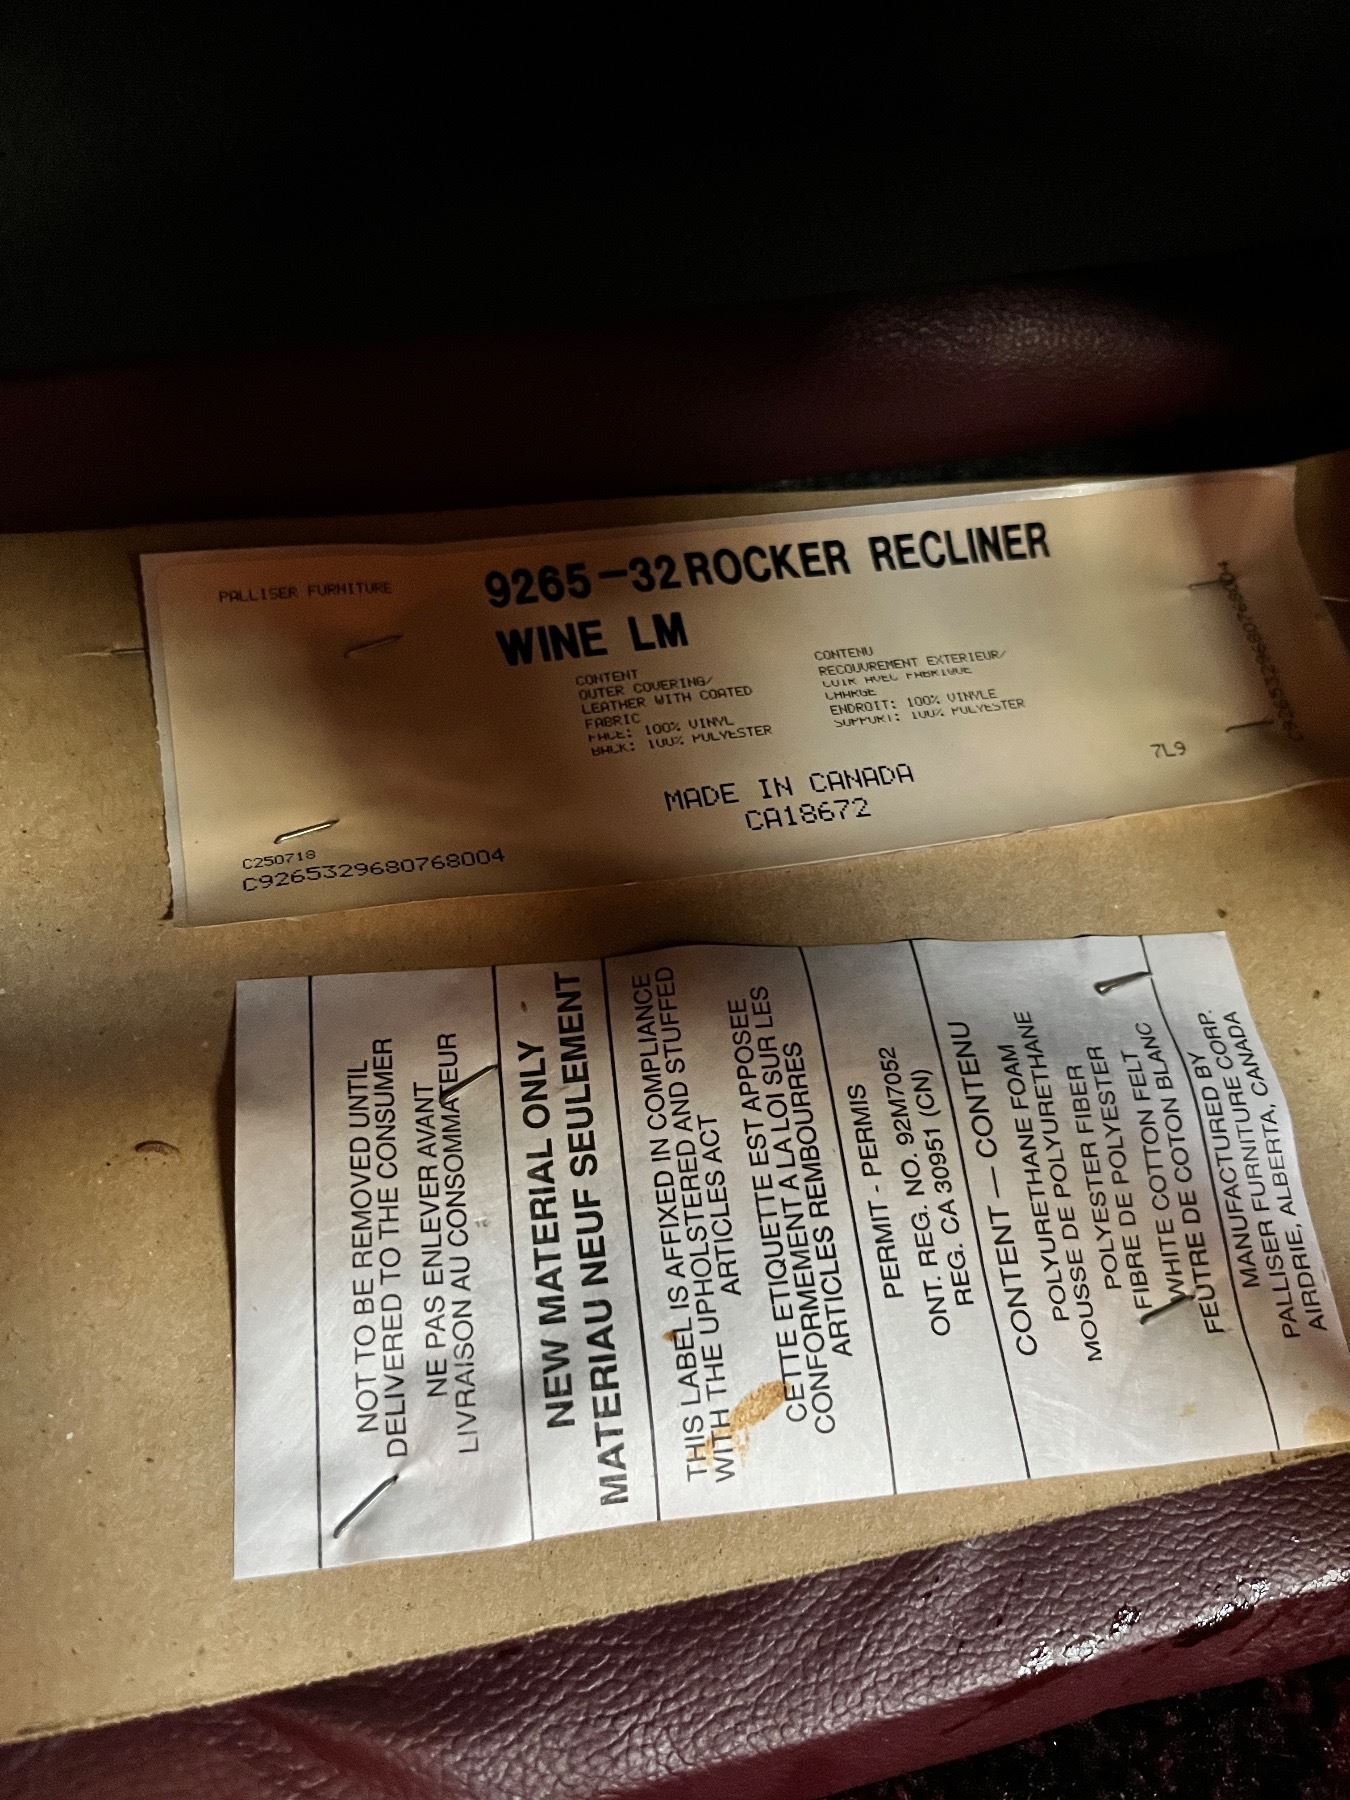 PALLISER FURNITURE
9265-32 ROCKER RECLINER
WINE LM
CONTENT
OUTER COVERING/
LEATHER WITH COATED
FABRIC
FACE: 100% VINYL
BACK: 100% POLYESTER
CONTENU
RECOUVREMENT EXTERIEUR/
CUIR AVEC FABRIQUE
ENDROIT: 100% VINYLE
SUPPORT: 100% POLYESTER
7L9
MADE IN CANADA
CA18672
C250718
C9265329680768004
NOT TO BE REMOVED UNTIL
DELIVERED TO THE CONSUMER
NE PAS ENLEVER AVANT
LIVRAISON AU CONSOMMATEUR
NEW MATERIAL ONLY
MATERIAU NEUF SEULEMENT
THIS LABEL IS AFFIXED IN COMPLIANCE
WITH THE UPHOLSTERED AND STUFFED
ARTICLES ACT
CETTE ETIQUETTE EST APPOSEE
CONFORMEMENT A LA LOI SUR LES
ARTICLES REMBOURRES
PERMIT - PERMIS
ONT. REG. NO. 92M7052
REG. CA 30951 (CN)
CONTENT — CONTENU
POLYURETHANE FOAM
MOUSSE DE POLYURETHANE
POLYESTER FIBER
FIBRE DE POLYESTER
WHITE COTTON FELT
FEUTRE DE COTON BLANC
MANUFACTURED BY
PALLISER FURNITURE CORP.
AIRDRIE, ALBERTA, CANADA